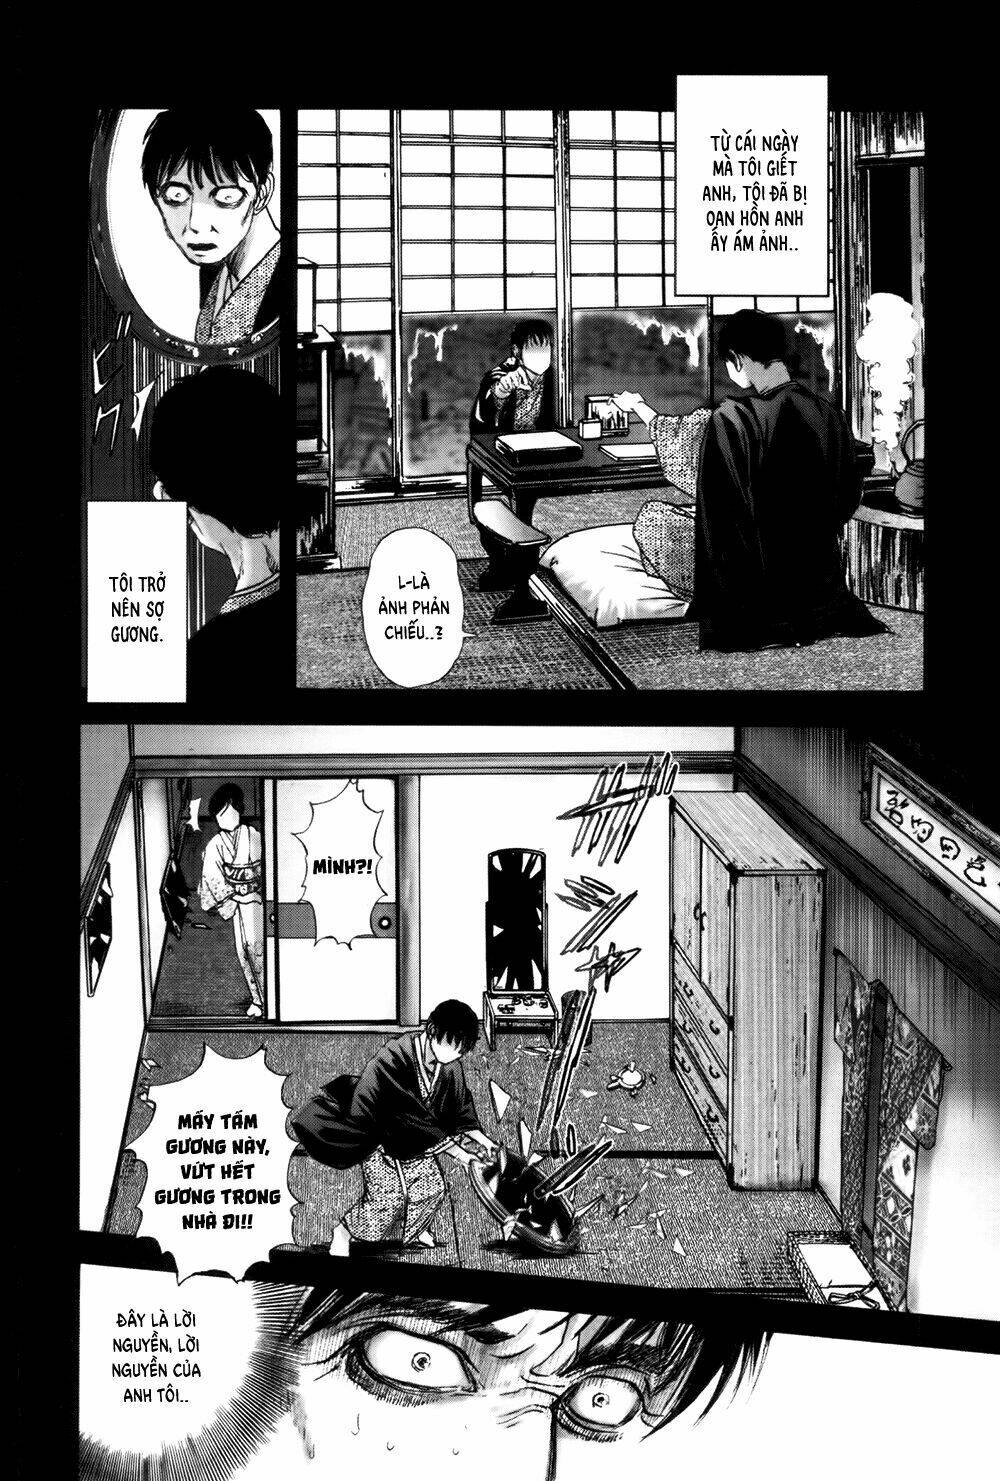 TỪ CÁI NGÀY
MÀ TÔI GIẾT
ANH, TÔI ĐÃ BỊ
OAN HỒN ANH
ẤY ÁM ẢNH..
L-LÀ
ẢNH PHẢN
CHIẾU..?
TÔI TRỞ
NÊN SỢ
GƯƠNG.
MÌNH?!
MẤY TẤM
GƯƠNG NÀY,
VỨT HẾT
GƯƠNG TRONG
NHÀ ĐI!!
ĐÂY LÀ LỜI
NGUYỀN, LỜI
NGUYỀN CỦA
ANH TÔI..